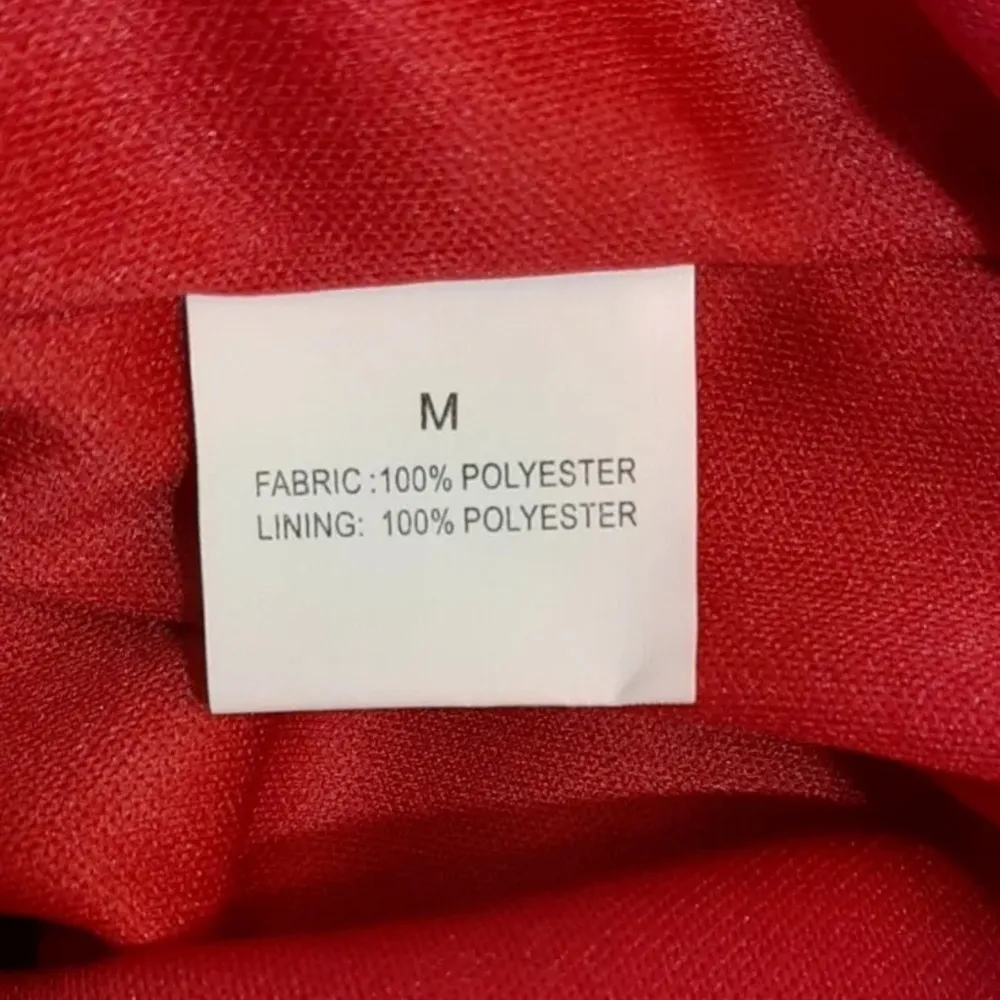 M
FABRIC :100% POLYESTER
LINING: 100% POLYESTER